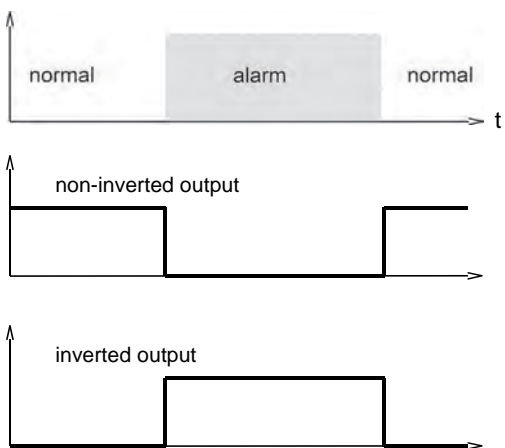 normal alarm normal
t
non-inverted output
inverted output